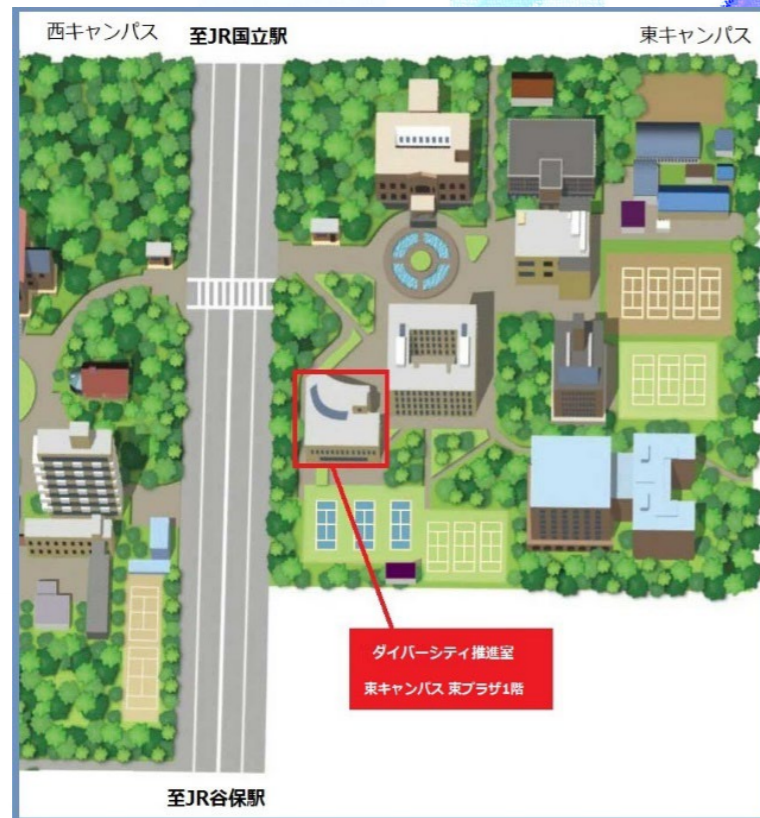 西キャンパス
至JR国立駅
東キャンパス
ダイバーシティ推進室
東キャンパス 東プラザ1階
至JR谷保駅